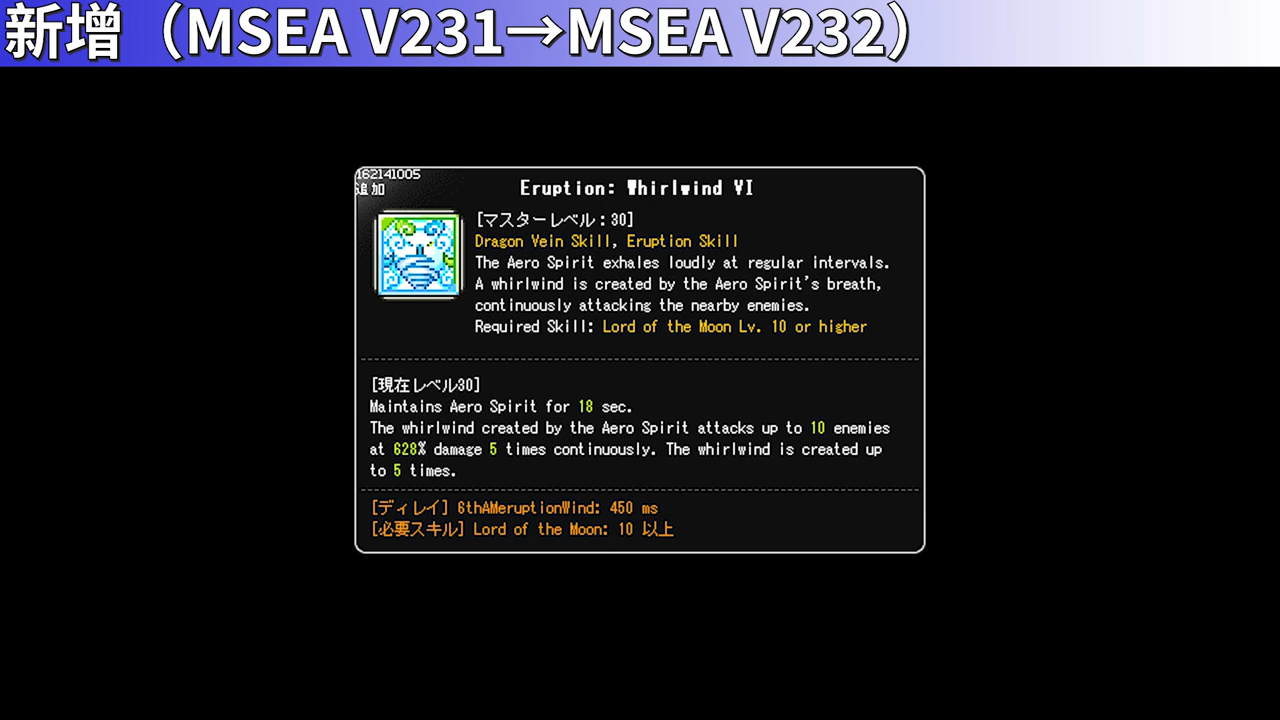 新增（MSEA V231→MSEA V232）
162141005
追加
Eruption: Whirlwind VI
[マスターレベル：30]
Dragon Vein Skill, Eruption Skill
The Aero Spirit exhales loudly at regular intervals.
A whirlwind is created by the Aero Spirit's breath,
continuously attacking the nearby enemies.
Required Skill: Lord of the Moon Lv. 10 or higher
[現在レベル30]
Maintains Aero Spirit for 18 sec.
The whirlwind created by the Aero Spirit attacks up to 10 enemies
at 628% damage 5 times continuously. The whirlwind is created up
to 5 times.
[ディレイ] 6thAMeruptionWind: 450 ms
[必要スキル] Lord of the Moon: 10 以上